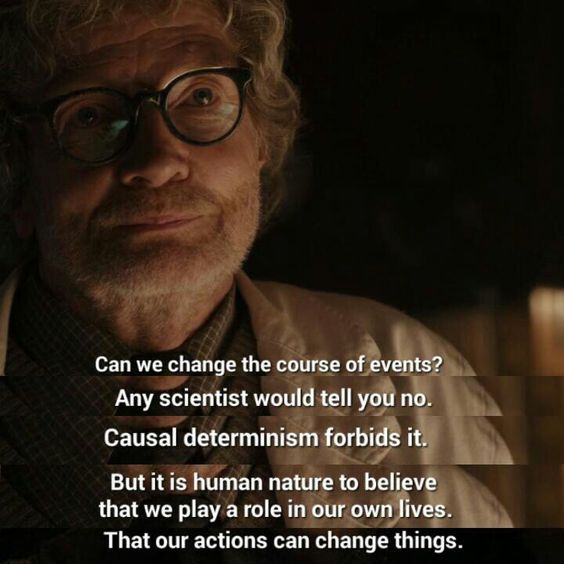 Can we change the course of events?
Any scientist would tell you no.
Causal determinism forbids it.
But it is human nature to believe
that we play a role in our own lives.
That our actions can change things.